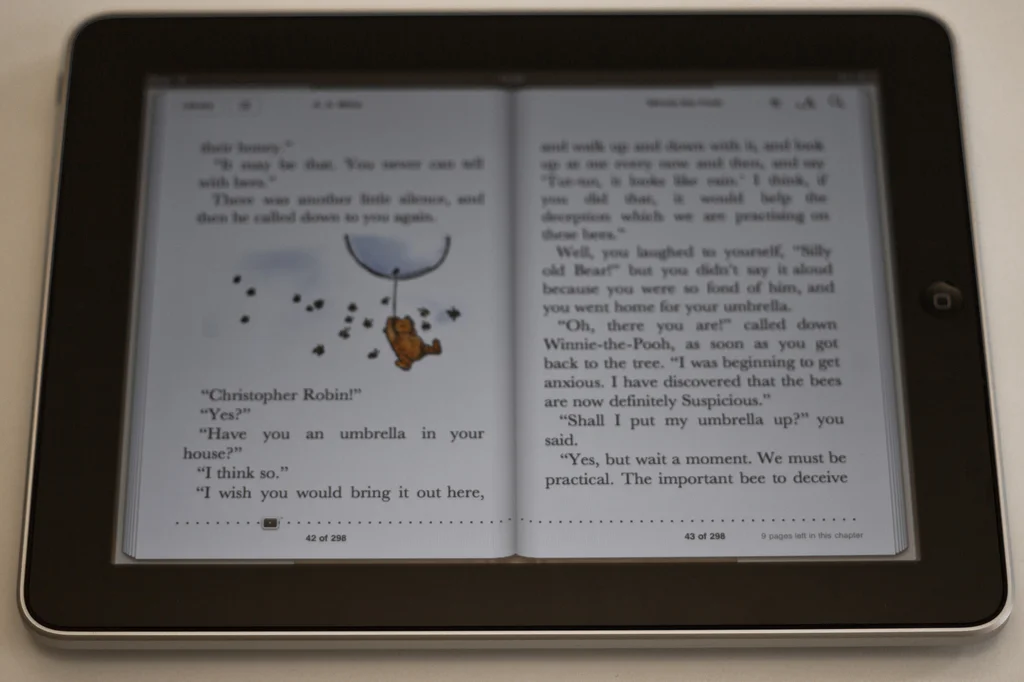 A. A. Milne
their honey."
"It may be that. You never can tell
with bees."
There was another little silence, and
then he called down to you again.
"Christopher Robin!"
"Yes?"
"Have you an umbrella in your
house?"
"I think so."
"I wish you would bring it out here,
42 of 298
Winnie-the-Pooh
and walk up and down with it, and look
up at me every now and then, and say
'Tut-tut, it looks like rain.' I think, if
you did that, it would help the
deception which we are practising on
these bees."
Well, you laughed to yourself, "Silly
old Bear!" but you didn't say it aloud
because you were so fond of him, and
you went home for your umbrella.
"Oh, there you are!" called down
Winnie-the-Pooh, as soon as you got
back to the tree. "I was beginning to get
anxious. I have discovered that the bees
are now definitely Suspicious."
"Shall I put my umbrella up?" you
said.
"Yes, but wait a moment. We must be
practical. The important bee to deceive
43 of 298
9 pages left in this chapter